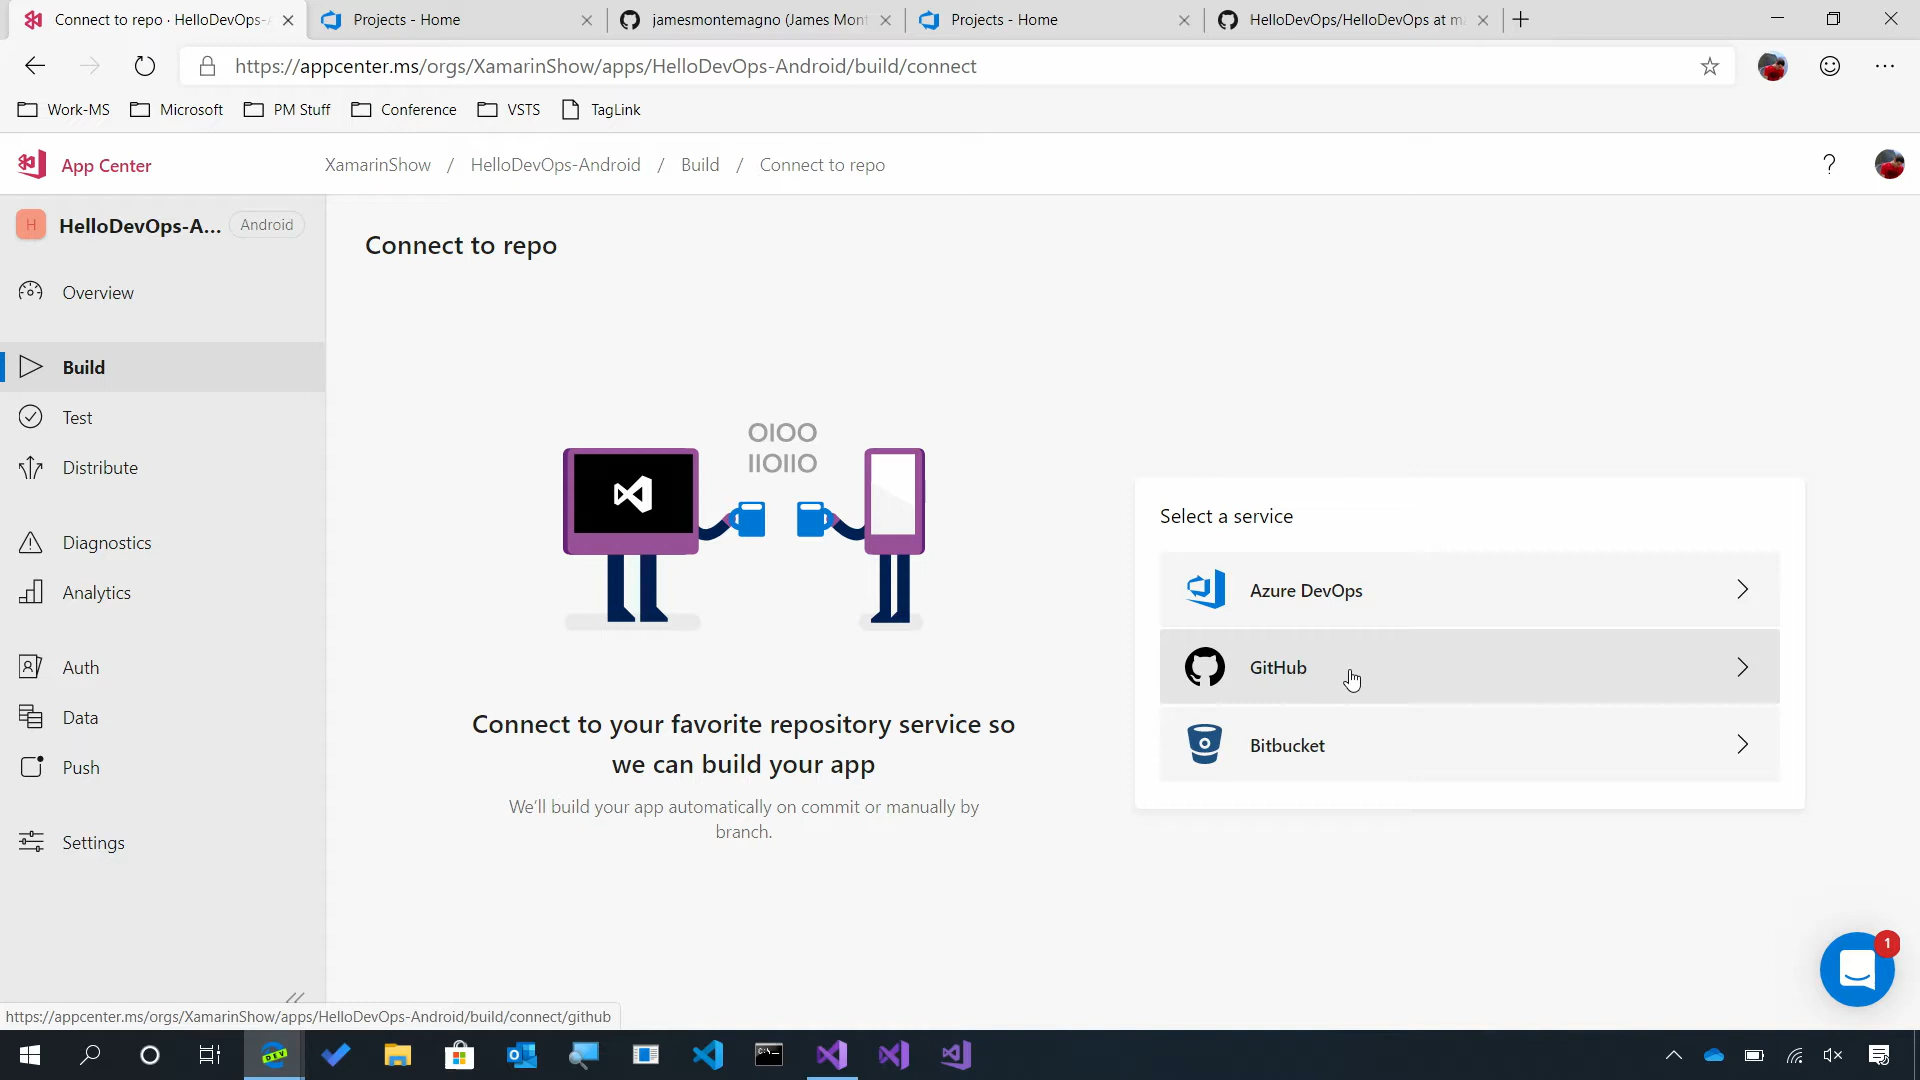 Connect to repo · HelloDevOps-
Projects - Home
jamesmontemagno (James Mon
Projects - Home
HelloDevOps/HelloDevOps at m
https://appcenter.ms/orgs/XamarinShow/apps/HelloDevOps-Android/build/connect
Work-MS
Microsoft
PM Stuff
Conference
VSTS
TagLink
App Center
XamarinShow / HelloDevOps-Android / Build / Connect to repo
?
H
HelloDevOps-A...
Android
Overview
Build
Test
Distribute
Diagnostics
Analytics
Auth
Data
Push
Settings
Connect to repo
OIOO
IIOIIO
Connect to your favorite repository service so
we can build your app
We'll build your app automatically on commit or manually by
branch.
Select a service
Azure DevOps
GitHub
Bitbucket
1
https://appcenter.ms/orgs/XamarinShow/apps/HelloDevOps-Android/build/connect/github
DEV